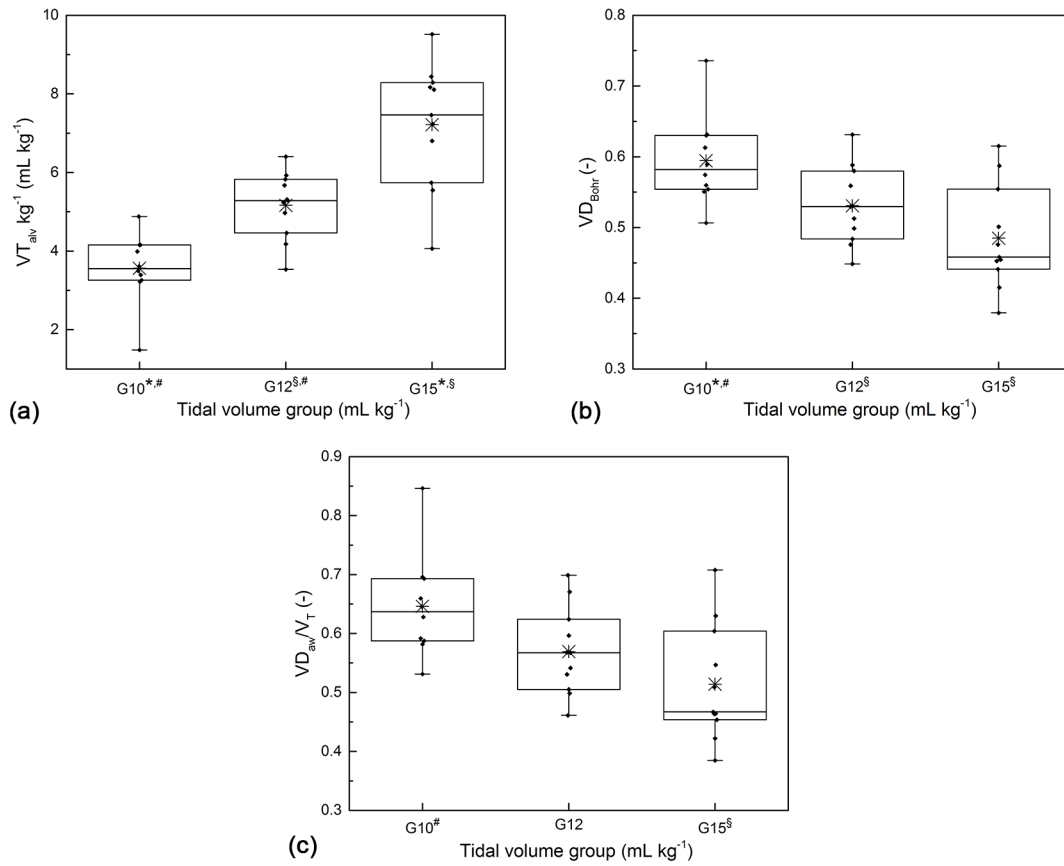 10
8
6
4
2
VT_alv kg⁻¹ (mL kg⁻¹)
G10*,# G12§,# G15*,§
Tidal volume group (mL kg⁻¹)
(a)
0.8
0.7
0.6
0.5
0.4
0.3
VD_Bohr (-)
G10*,# G12§ G15§
Tidal volume group (mL kg⁻¹)
(b)
0.9
0.8
0.7
0.6
0.5
0.4
0.3
VD_aw/V_T (-)
G10# G12 G15§
Tidal volume group (mL kg⁻¹)
(c)